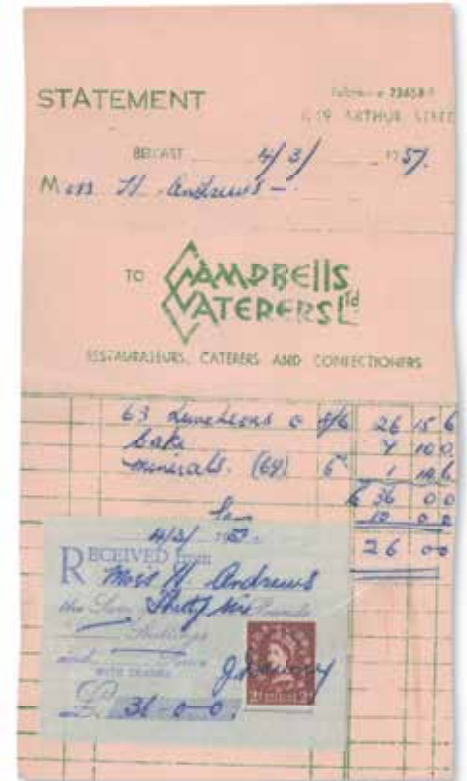 STATEMENT
ARTHUR
BELFAST 4/3/ 1957.
Miss H. Andrews -
TO CAMPBELLS
CATERERS Ltd
RESTAURATEURS, CATERERS AND CONFECTIONERS
63 Luncheons @ 8/6 26 15 6
Cake 7 10 0
Minerals. (69) 6d 1 14 6
£ 36 0 0
10 0 0
26 0 0
4/3/ 19
RECEIVED from
Miss H Andrews
the Sum Thirty six Pounds
Shillings
and Pence
WITH THANKS
£ 36-0-0.